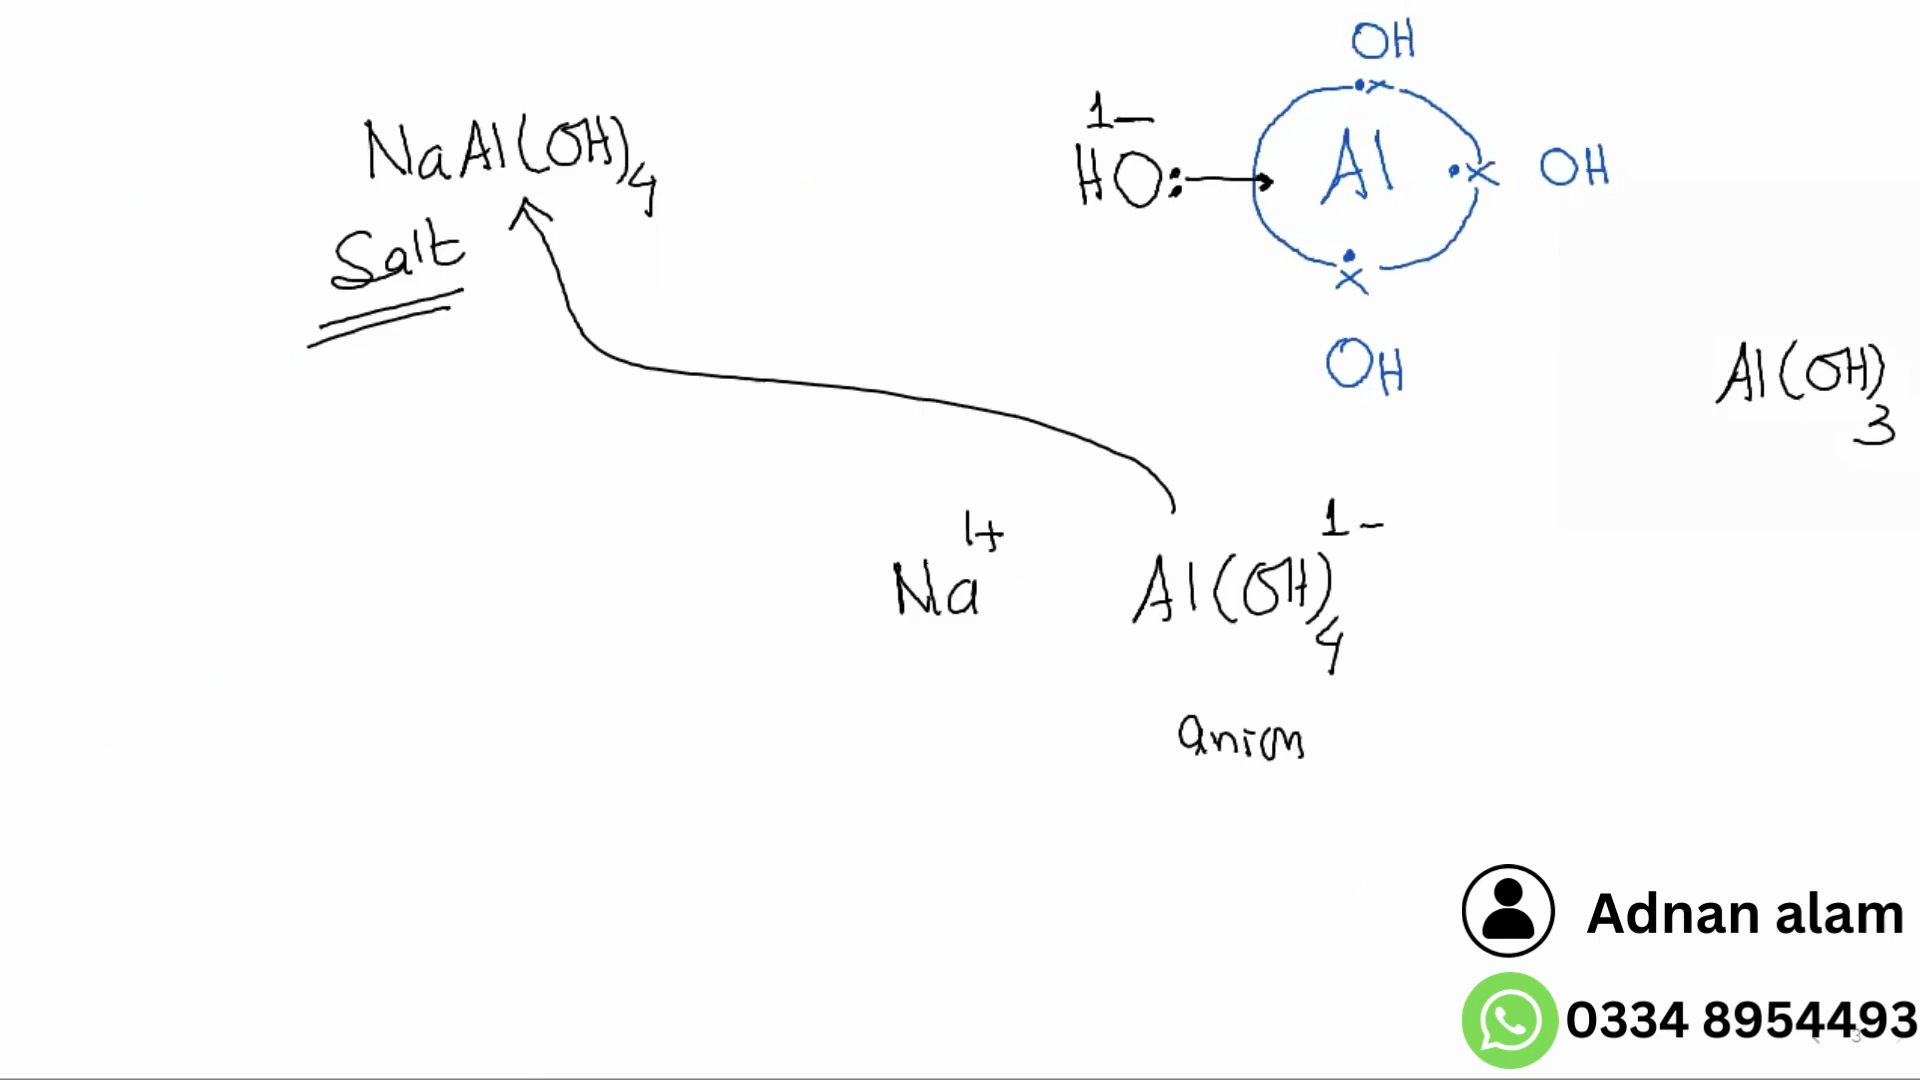 OH
1−
NaAl(OH)4
HO: Al OH
Salt
OH
Al(OH)3
1+ 1−
Na Al(OH)4
anion
Adnan alam
0334 8954493